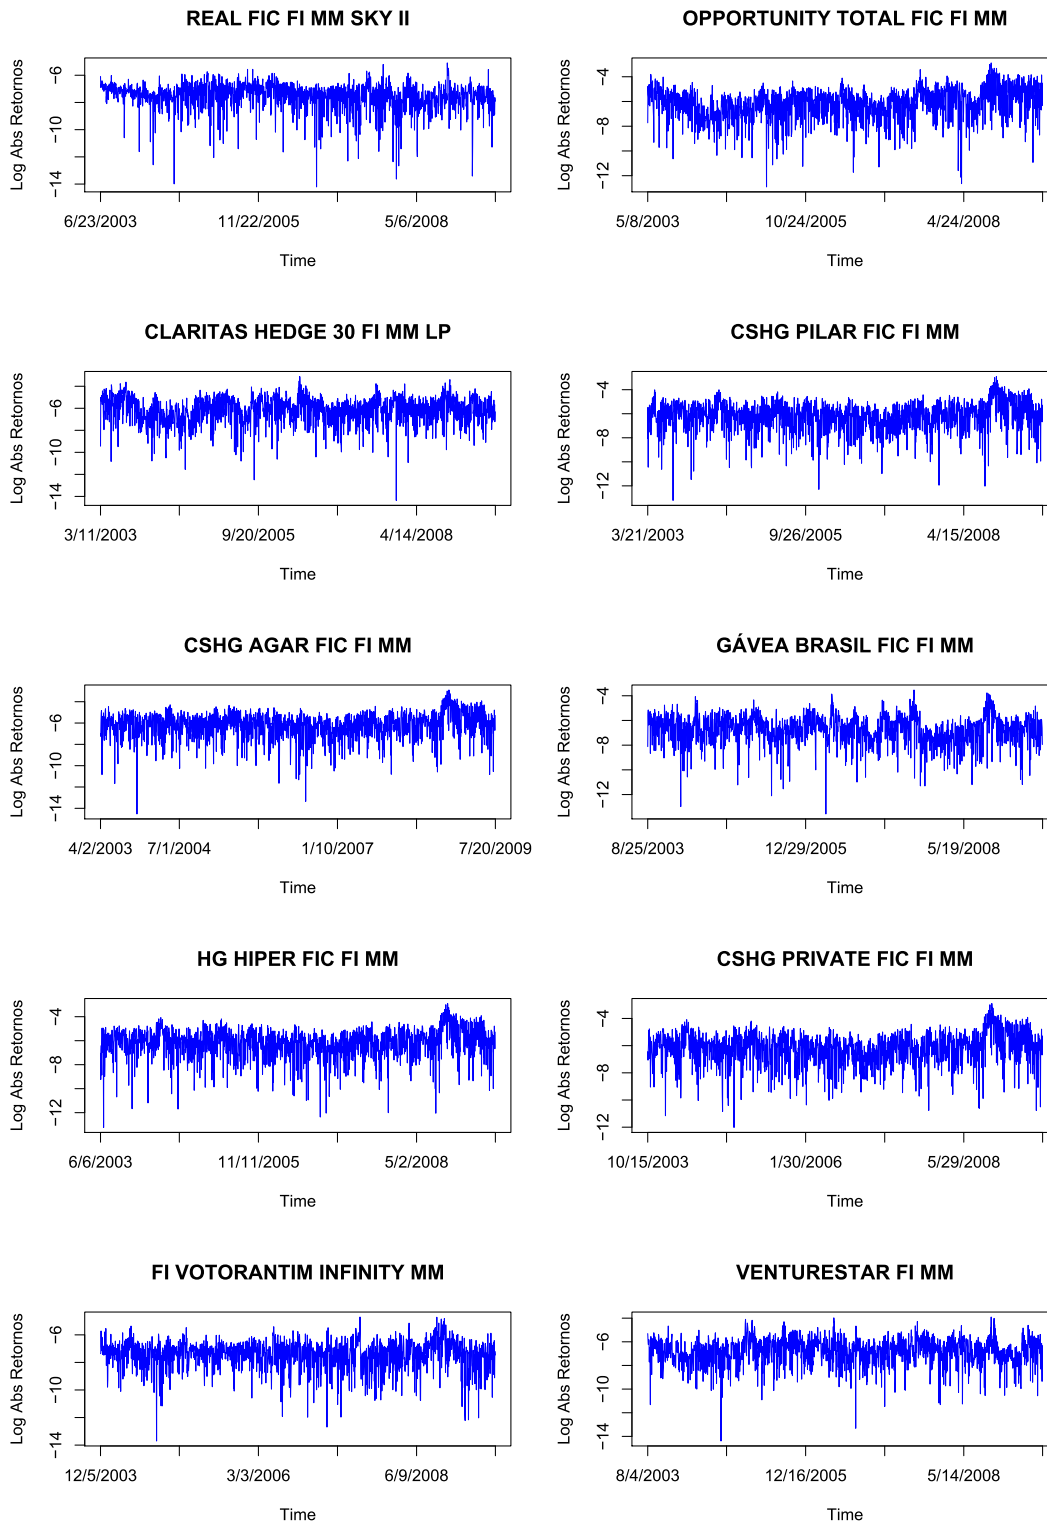 REAL FIC FI MM SKY II
Log Abs Retornos
−6
−10
−14
6/23/2003 11/22/2005 5/6/2008
Time
OPPORTUNITY TOTAL FIC FI MM
Log Abs Retornos
−4
−8
−12
5/8/2003 10/24/2005 4/24/2008
Time
CLARITAS HEDGE 30 FI MM LP
Log Abs Retornos
−6
−10
−14
3/11/2003 9/20/2005 4/14/2008
Time
CSHG PILAR FIC FI MM
Log Abs Retornos
−4
−8
−12
3/21/2003 9/26/2005 4/15/2008
Time
CSHG AGAR FIC FI MM
Log Abs Retornos
−6
−10
−14
4/2/2003 7/1/2004 1/10/2007 7/20/2009
Time
GÁVEA BRASIL FIC FI MM
Log Abs Retornos
−4
−8
−12
8/25/2003 12/29/2005 5/19/2008
Time
HG HIPER FIC FI MM
Log Abs Retornos
−4
−8
−12
6/6/2003 11/11/2005 5/2/2008
Time
CSHG PRIVATE FIC FI MM
Log Abs Retornos
−4
−8
−12
10/15/2003 1/30/2006 5/29/2008
Time
FI VOTORANTIM INFINITY MM
Log Abs Retornos
−6
−10
−14
12/5/2003 3/3/2006 6/9/2008
Time
VENTURESTAR FI MM
Log Abs Retornos
−6
−10
−14
8/4/2003 12/16/2005 5/14/2008
Time